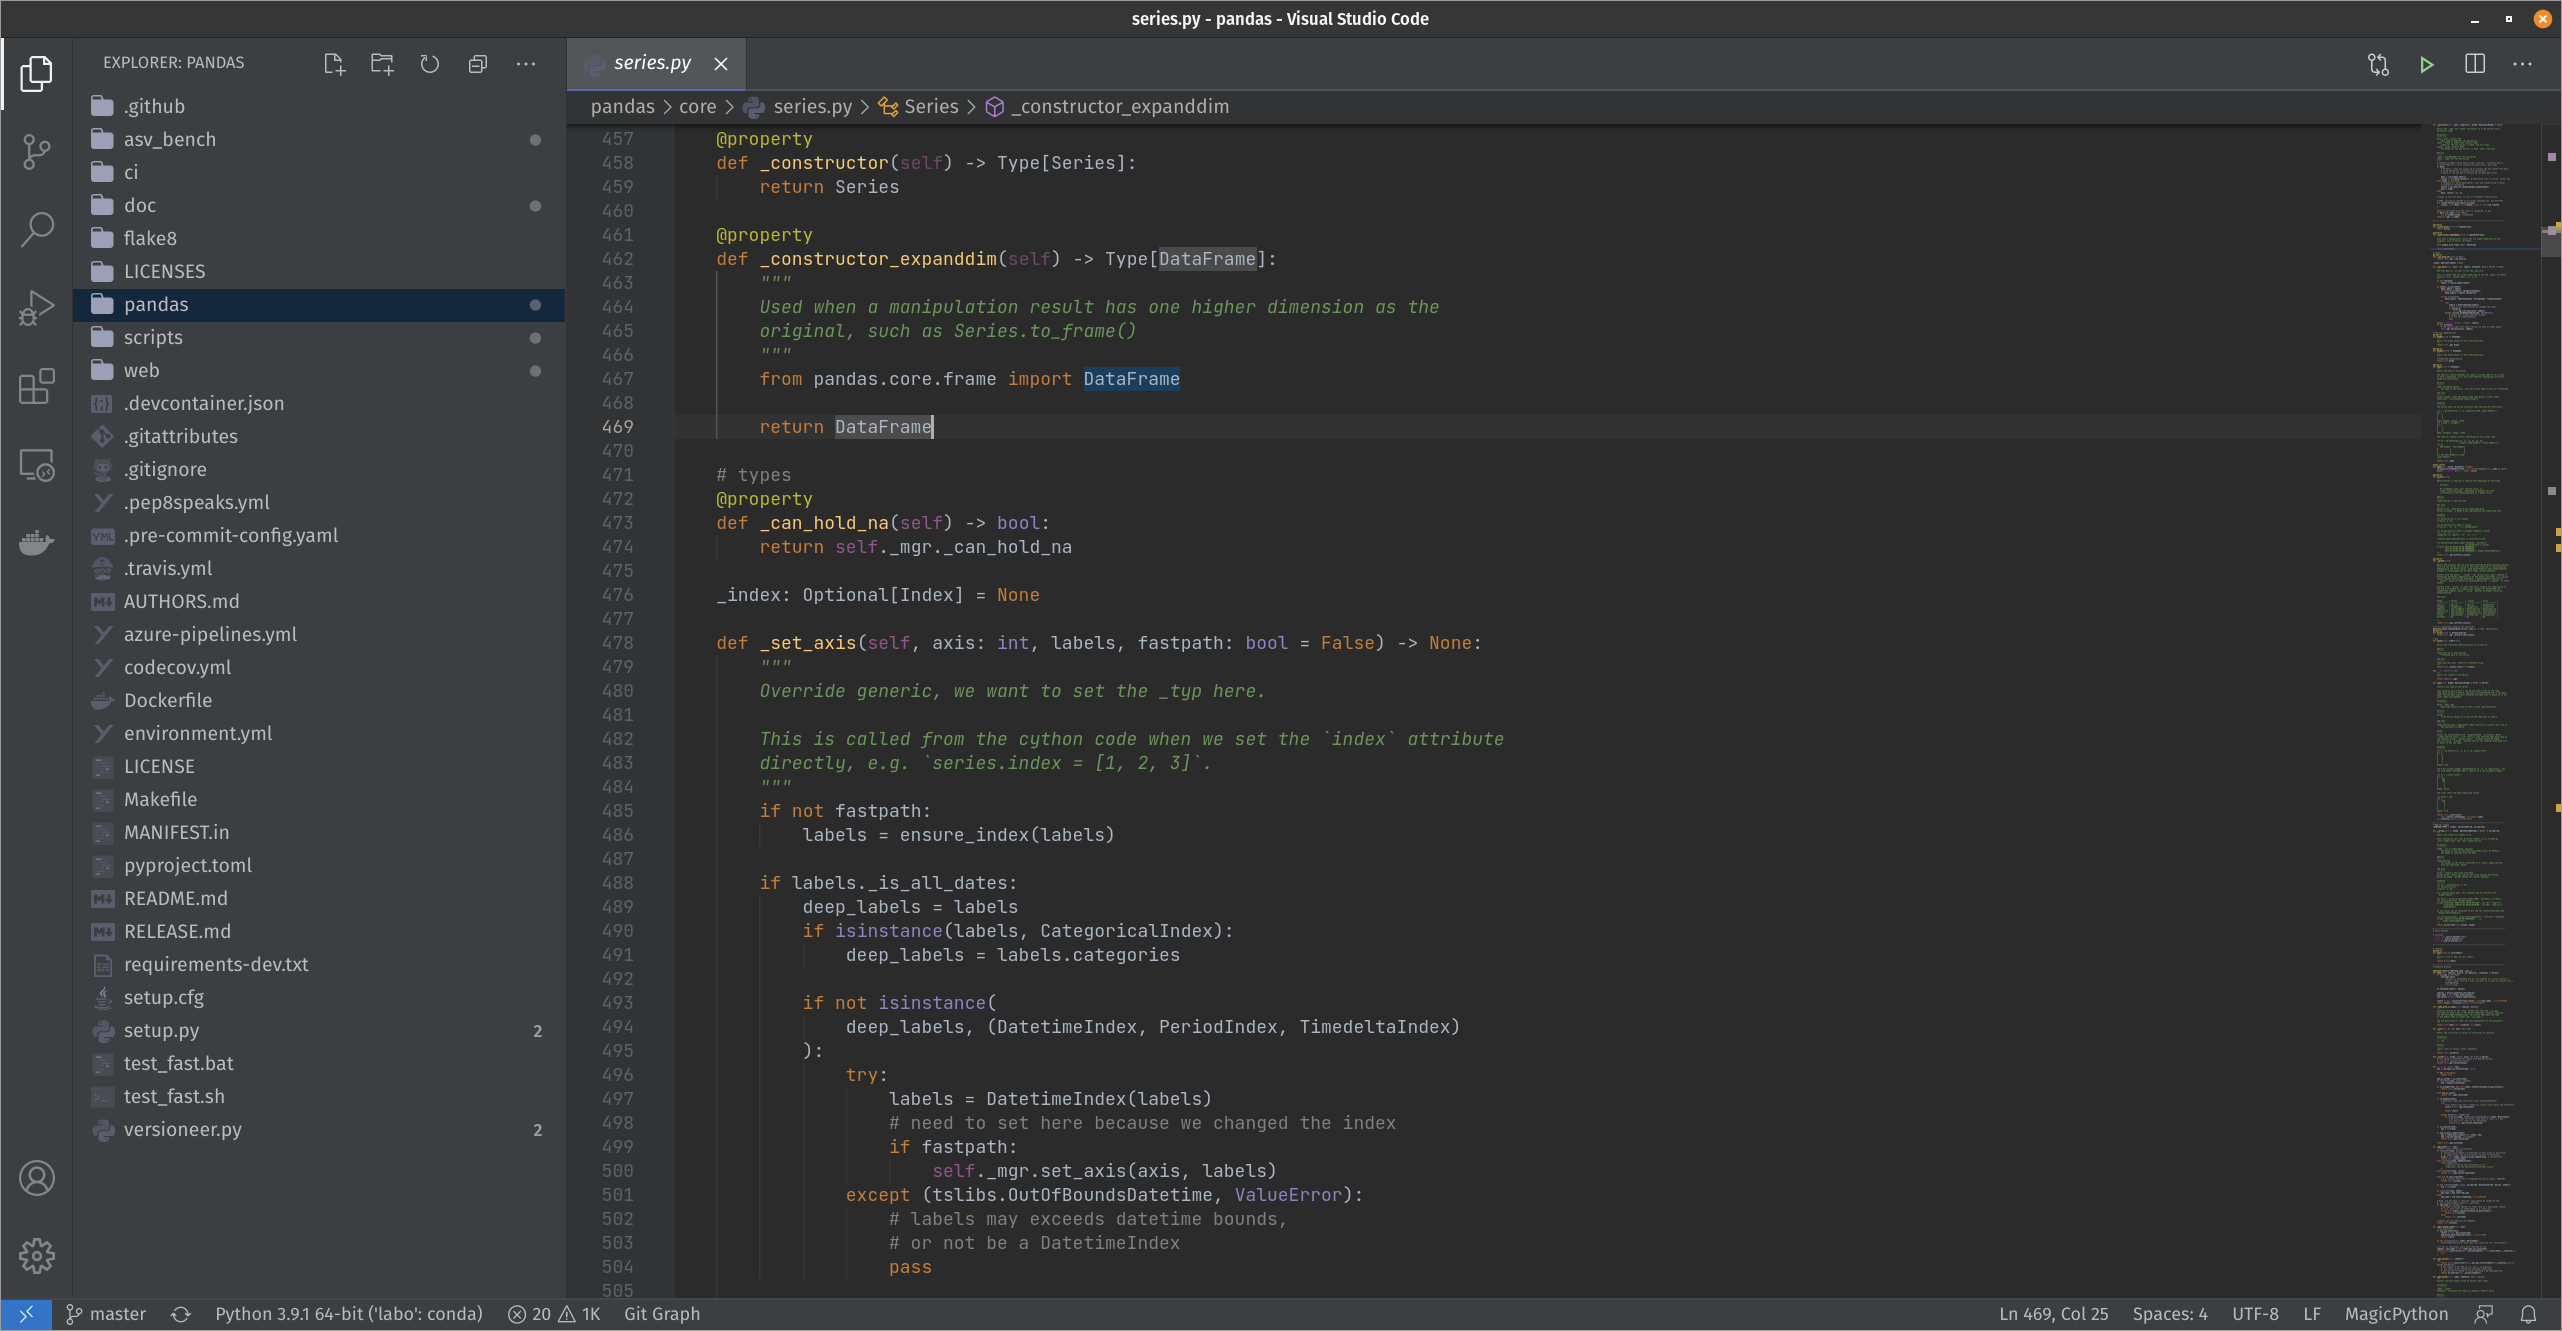 series.py - pandas - Visual Studio Code
EXPLORER: PANDAS
.github
asv_bench
ci
doc
flake8
LICENSES
pandas
scripts
web
.devcontainer.json
.gitattributes
.gitignore
.pep8speaks.yml
.pre-commit-config.yaml
.travis.yml
AUTHORS.md
azure-pipelines.yml
codecov.yml
Dockerfile
environment.yml
LICENSE
Makefile
MANIFEST.in
pyproject.toml
README.md
RELEASE.md
requirements-dev.txt
setup.cfg
setup.py 2
test_fast.bat
test_fast.sh
versioneer.py 2
series.py
pandas > core > series.py > Series > _constructor_expanddim
457 @property
458 def _constructor(self) -> Type[Series]:
459 return Series
460
461 @property
462 def _constructor_expanddim(self) -> Type[DataFrame]:
463 """
464 Used when a manipulation result has one higher dimension as the
465 original, such as Series.to_frame()
466 """
467 from pandas.core.frame import DataFrame
468
469 return DataFrame
470
471 # types
472 @property
473 def _can_hold_na(self) -> bool:
474 return self._mgr._can_hold_na
475
476 _index: Optional[Index] = None
477
478 def _set_axis(self, axis: int, labels, fastpath: bool = False) -> None:
479 """
480 Override generic, we want to set the _typ here.
481
482 This is called from the cython code when we set the `index` attribute
483 directly, e.g. `series.index = [1, 2, 3]`.
484 """
485 if not fastpath:
486 labels = ensure_index(labels)
487
488 if labels._is_all_dates:
489 deep_labels = labels
490 if isinstance(labels, CategoricalIndex):
491 deep_labels = labels.categories
492
493 if not isinstance(
494 deep_labels, (DatetimeIndex, PeriodIndex, TimedeltaIndex)
495 ):
496 try:
497 labels = DatetimeIndex(labels)
498 # need to set here because we changed the index
499 if fastpath:
500 self._mgr.set_axis(axis, labels)
501 except (tslibs.OutOfBoundsDatetime, ValueError):
502 # labels may exceeds datetime bounds,
503 # or not be a DatetimeIndex
504 pass
505
master Python 3.9.1 64-bit ('labo': conda) 20 1K Git Graph Ln 469, Col 25 Spaces: 4 UTF-8 LF MagicPython